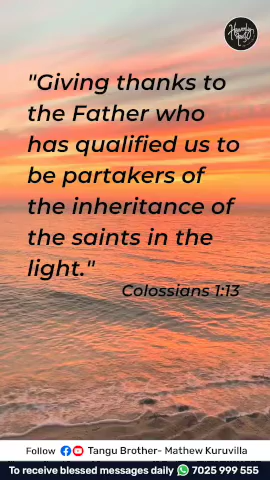 Heavenly
"Giving thanks to
the Father who
has qualified us to
be partakers of
the inheritance of
the saints in the
light."
Colossians 1:13
Follow Tangu Brother- Mathew Kuruvilla
To receive blessed messages daily 7025 999 555